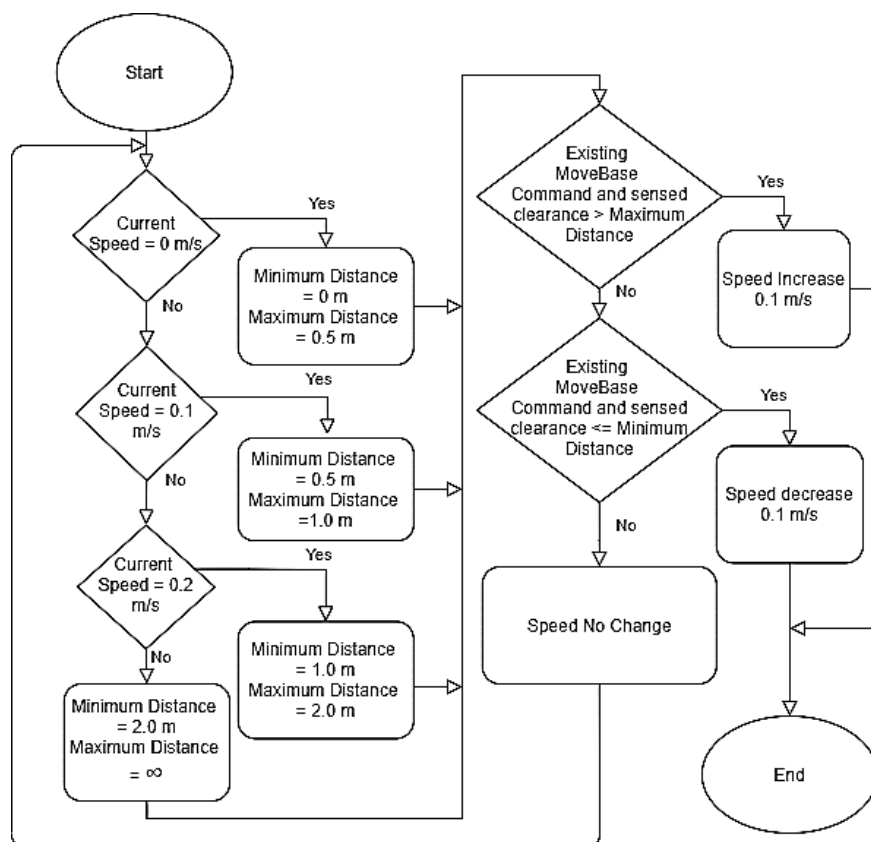 Start
Current
Speed = 0 m/s
Yes
No
Minimum Distance
= 0 m
Maximum Distance
= 0.5 m
Current
Speed = 0.1
m/s
Yes
No
Minimum Distance
= 0.5 m
Maximum Distance
=1.0 m
Current
Speed = 0.2
m/s
Yes
No
Minimum Distance
= 1.0 m
Maximum Distance
= 2.0 m
Minimum Distance
= 2.0 m
Maximum Distance
= ∞
Existing
MoveBase
Command and sensed
clearance > Maximum
Distance
Yes
No
Speed Increase
0.1 m/s
Existing
MoveBase
Command and sensed
clearance <= Minimum
Distance
Yes
No
Speed decrease
0.1 m/s
Speed No Change
End